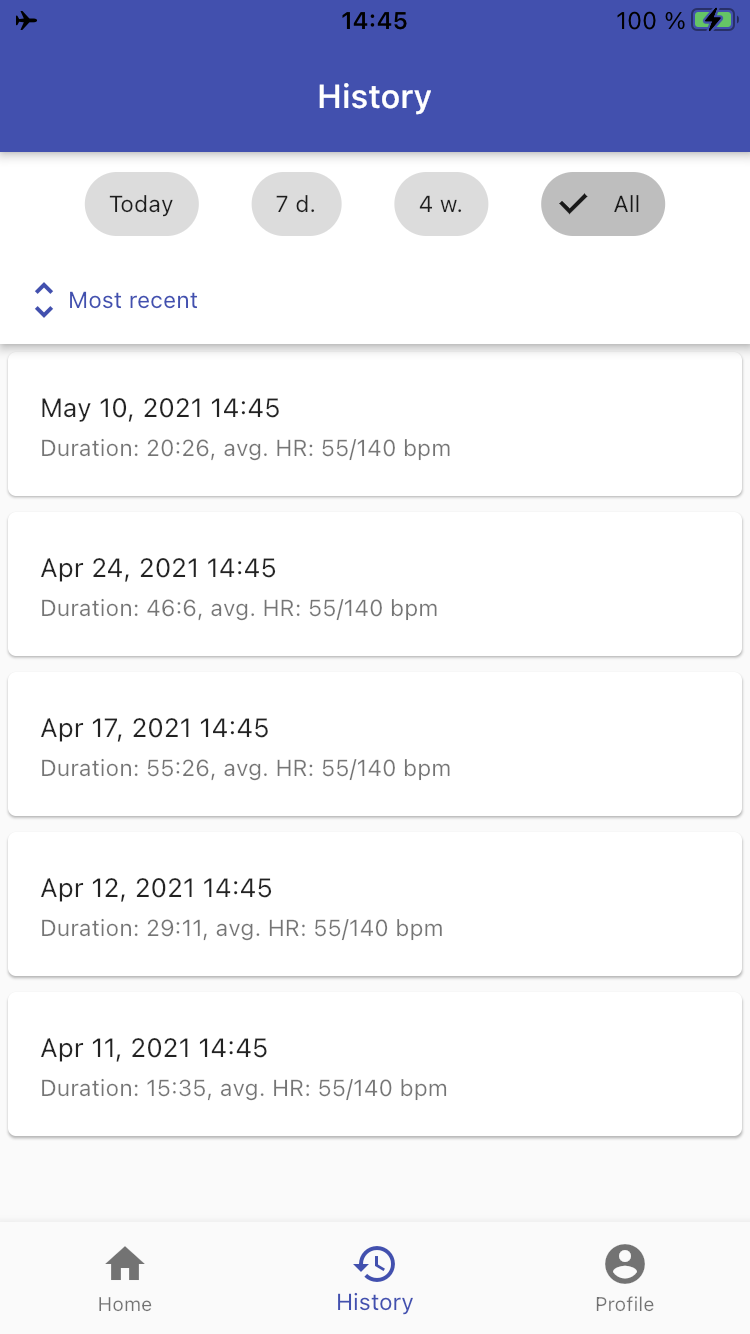 14:45 100 %
History
Today 7 d. 4 w. All
Most recent
May 10, 2021 14:45
Duration: 20:26, avg. HR: 55/140 bpm
Apr 24, 2021 14:45
Duration: 46:6, avg. HR: 55/140 bpm
Apr 17, 2021 14:45
Duration: 55:26, avg. HR: 55/140 bpm
Apr 12, 2021 14:45
Duration: 29:11, avg. HR: 55/140 bpm
Apr 11, 2021 14:45
Duration: 15:35, avg. HR: 55/140 bpm
Home History Profile